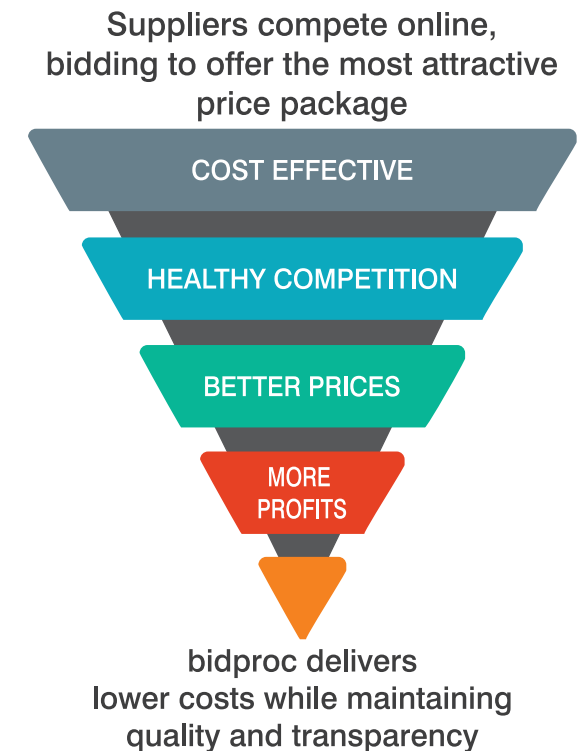 Suppliers compete online,
bidding to offer the most attractive
price package
COST EFFECTIVE
HEALTHY COMPETITION
BETTER PRICES
MORE
PROFITS
bidproc delivers
lower costs while maintaining
quality and transparency